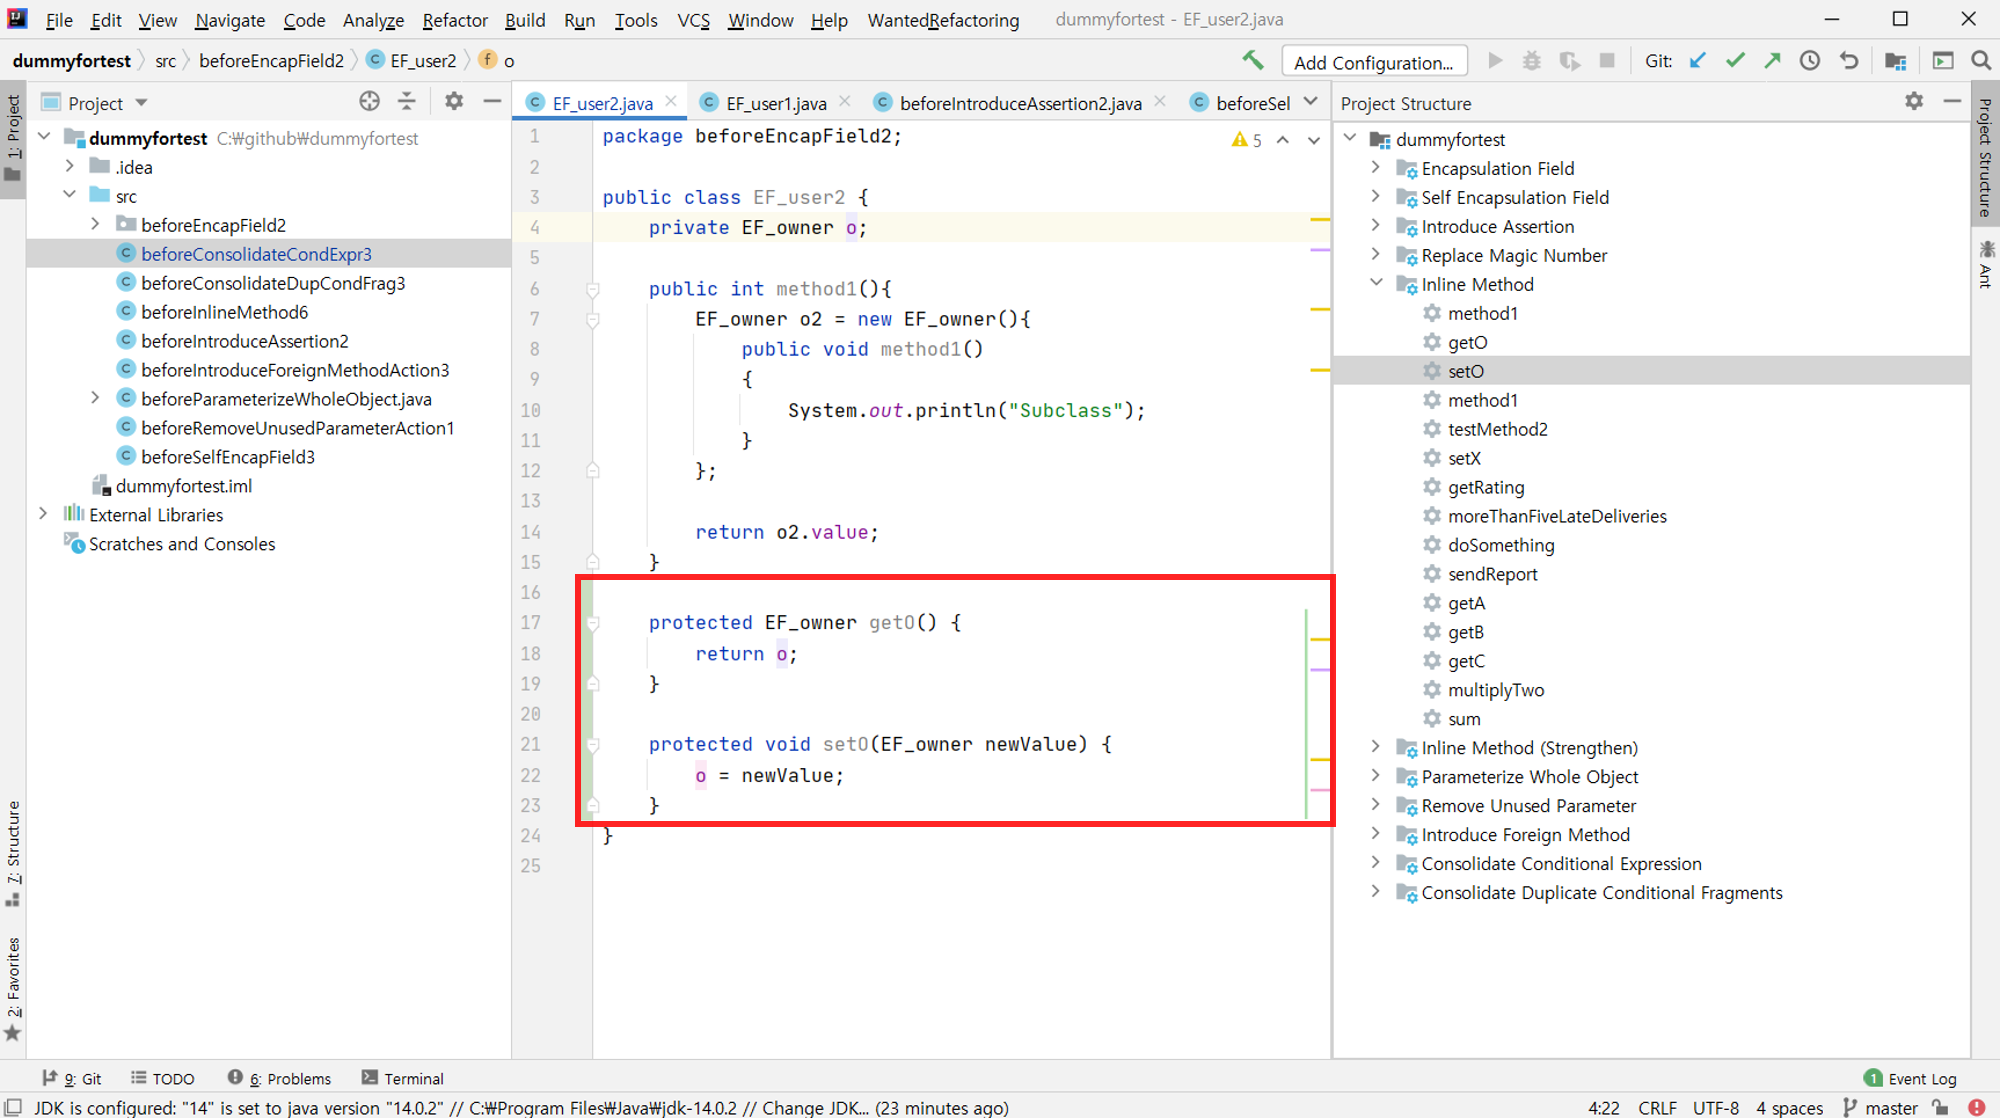 File Edit View Navigate Code Analyze Refactor Build Run Tools VCS Window Help WantedRefactoring dummyfortest - EF_user2.java
dummyfortest src beforeEncapField2 C EF_user2 f o Add Configuration... Git:
Project
EF_user2.java EF_user1.java beforeIntroduceAssertion2.java beforeSel
Project Structure
1: Project
dummyfortest C:₩github₩dummyfortest
.idea
src
beforeEncapField2
beforeConsolidateCondExpr3
beforeConsolidateDupCondFrag3
beforeInlineMethod6
beforeIntroduceAssertion2
beforeIntroduceForeignMethodAction3
beforeParameterizeWholeObject.java
beforeRemoveUnusedParameterAction1
beforeSelfEncapField3
dummyfortest.iml
External Libraries
Scratches and Consoles
7: Structure
2: Favorites
5
1 package beforeEncapField2;
2
3 public class EF_user2 {
4 private EF_owner o;
5
6 public int method1(){
7 EF_owner o2 = new EF_owner(){
8 public void method1()
9 {
10 System.out.println("Subclass");
11 }
12 };
13
14 return o2.value;
15 }
16
17 protected EF_owner getO() {
18 return o;
19 }
20
21 protected void setO(EF_owner newValue) {
22 o = newValue;
23 }
24 }
25
dummyfortest
Encapsulation Field
Self Encapsulation Field
Introduce Assertion
Replace Magic Number
Inline Method
method1
getO
setO
method1
testMethod2
setX
getRating
moreThanFiveLateDeliveries
doSomething
sendReport
getA
getB
getC
multiplyTwo
sum
Inline Method (Strengthen)
Parameterize Whole Object
Remove Unused Parameter
Introduce Foreign Method
Consolidate Conditional Expression
Consolidate Duplicate Conditional Fragments
Project Structure
Ant
9: Git TODO 6: Problems Terminal 1 Event Log
JDK is configured: "14" is set to java version "14.0.2" // C:₩Program Files₩Java₩jdk-14.0.2 // Change JDK... (23 minutes ago) 4:22 CRLF UTF-8 4 spaces master